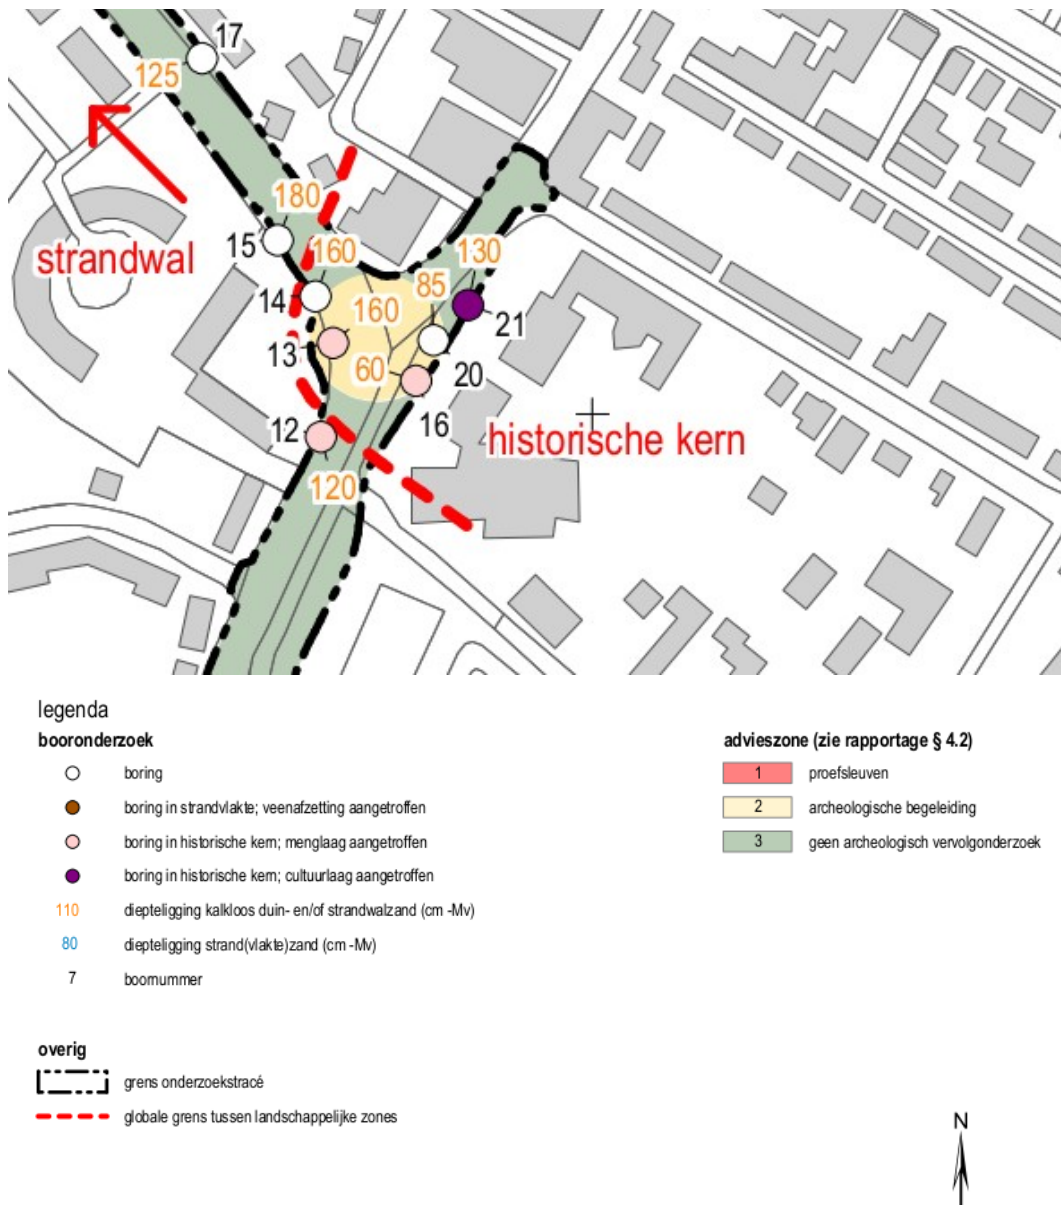 17
125
180
strandwal
15
160
130
14
160
85
21
13
60
20
12
16
historische kern
120
legenda
booronderzoek
boring
boring in strandvlakte; veenafzetting aangetroffen
boring in historische kern; menglaag aangetroffen
boring in historische kern; cultuurlaag aangetroffen
110 diepteligging kalkloos duin- en/of strandwalzand (cm -Mv)
80 diepteligging strand(vlakte)zand (cm -Mv)
7 boornummer
advieszone (zie rapportage § 4.2)
1 proefsleuven
2 archeologische begeleiding
3 geen archeologisch vervolgonderzoek
overig
grens onderzoekstracé
globale grens tussen landschappelijke zones
N